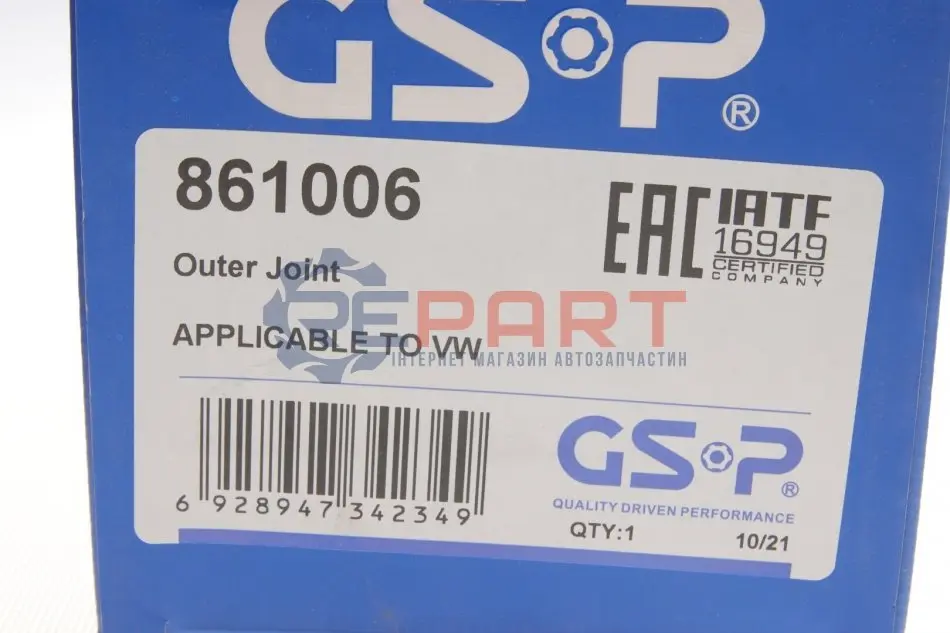 GSP®
861006
EAC IATF
16949
CERTIFIED
COMPANY
Outer Joint
REPART
APPLICABLE TO VW
ІНТЕРНЕТ МАГАЗИН АВТОЗАПЧАСТИН
GSP®
QUALITY DRIVEN PERFORMANCE
6 928947 342349
QTY:1
10/21